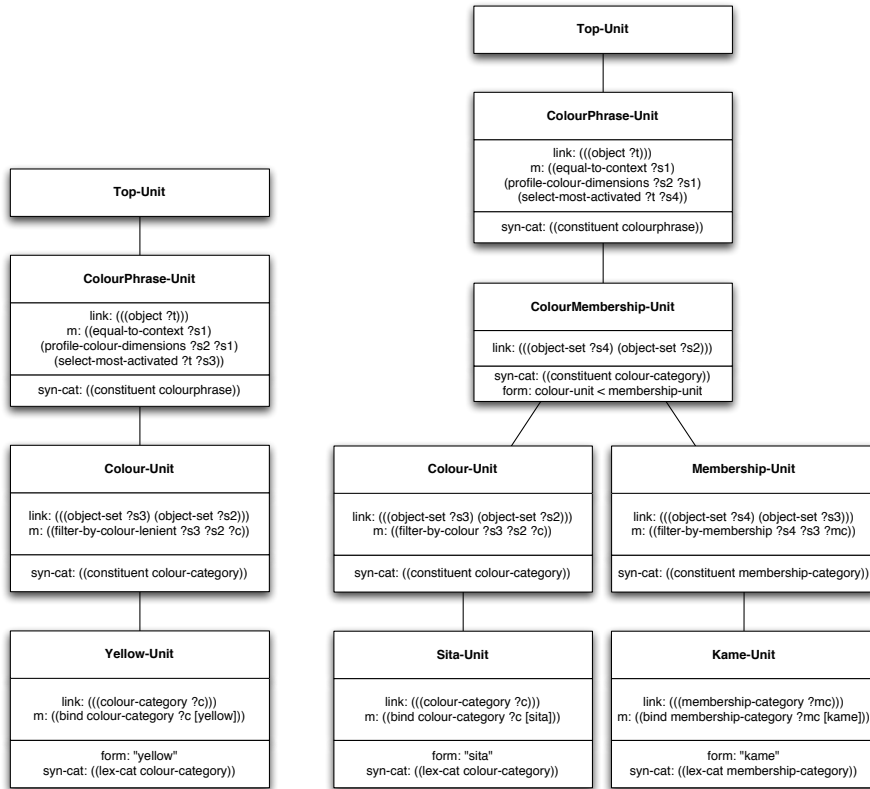 Top-Unit
ColourPhrase-Unit
link: (((object ?t)))
m: ((equal-to-context ?s1)
(profile-colour-dimensions ?s2 ?s1)
(select-most-activated ?t ?s3))
syn-cat: ((constituent colourphrase))
Colour-Unit
link: (((object-set ?s3) (object-set ?s2)))
m: ((filter-by-colour-lenient ?s3 ?s2 ?c))
syn-cat: ((constituent colour-category))
Yellow-Unit
link: (((colour-category ?c)))
m: ((bind colour-category ?c [yellow]))
form: "yellow"
syn-cat: ((lex-cat colour-category))
Top-Unit
ColourPhrase-Unit
link: (((object ?t)))
m: ((equal-to-context ?s1)
(profile-colour-dimensions ?s2 ?s1)
(select-most-activated ?t ?s4))
syn-cat: ((constituent colourphrase))
ColourMembership-Unit
link: (((object-set ?s4) (object-set ?s2)))
syn-cat: ((constituent colour-category))
form: colour-unit < membership-unit
Colour-Unit
link: (((object-set ?s3) (object-set ?s2)))
m: ((filter-by-colour ?s3 ?s2 ?c))
syn-cat: ((constituent colour-category))
Sita-Unit
link: (((colour-category ?c)))
m: ((bind colour-category ?c [sita]))
form: "sita"
syn-cat: ((lex-cat colour-category))
Membership-Unit
link: (((object-set ?s4) (object-set ?s3)))
m: ((filter-by-membership ?s4 ?s3 ?mc))
syn-cat: ((constituent membership-category))
Kame-Unit
link: (((membership-category ?mc)))
m: ((bind membership-category ?mc [kame]))
form: "kame"
syn-cat: ((lex-cat membership-category))